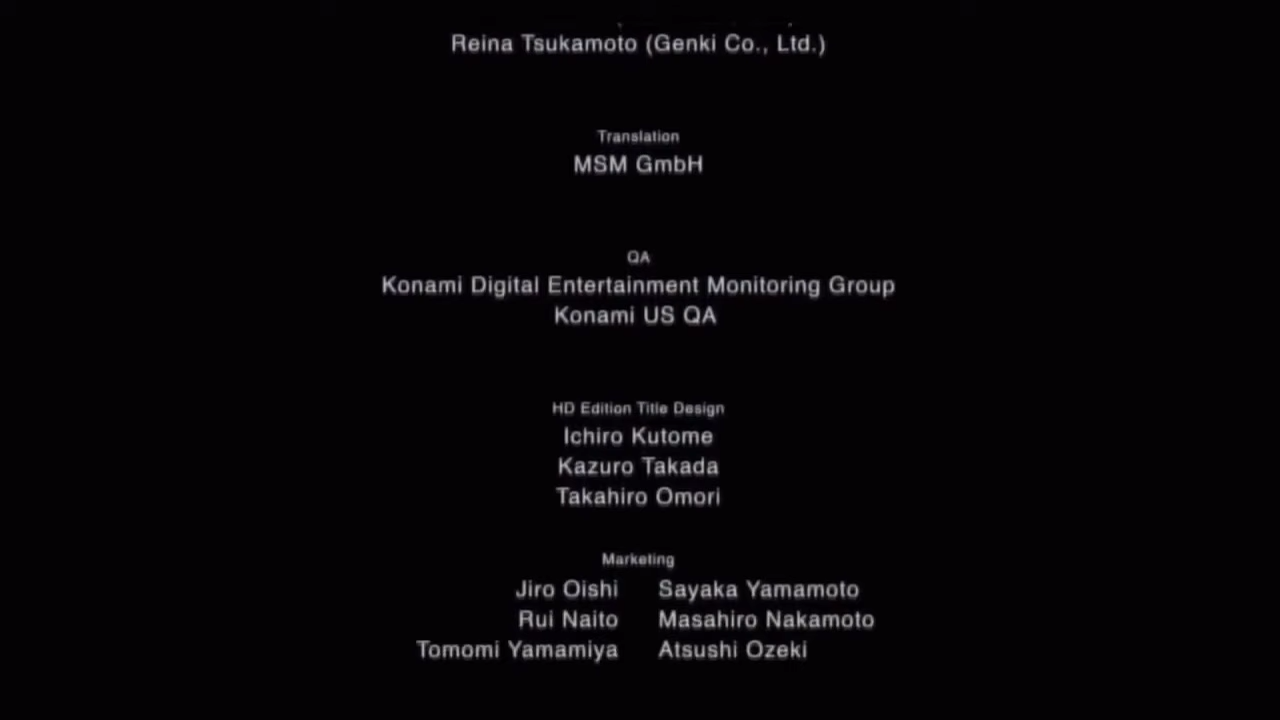 Reina Tsukamoto (Genki Co., Ltd.)
Translation
MSM GmbH
QA
Konami Digital Entertainment Monitoring Group
Konami US QA
HD Edition Title Design
Ichiro Kutome
Kazuro Takada
Takahiro Omori
Marketing
Jiro Oishi Sayaka Yamamoto
Rui Naito Masahiro Nakamoto
Tomomi Yamamiya Atsushi Ozeki